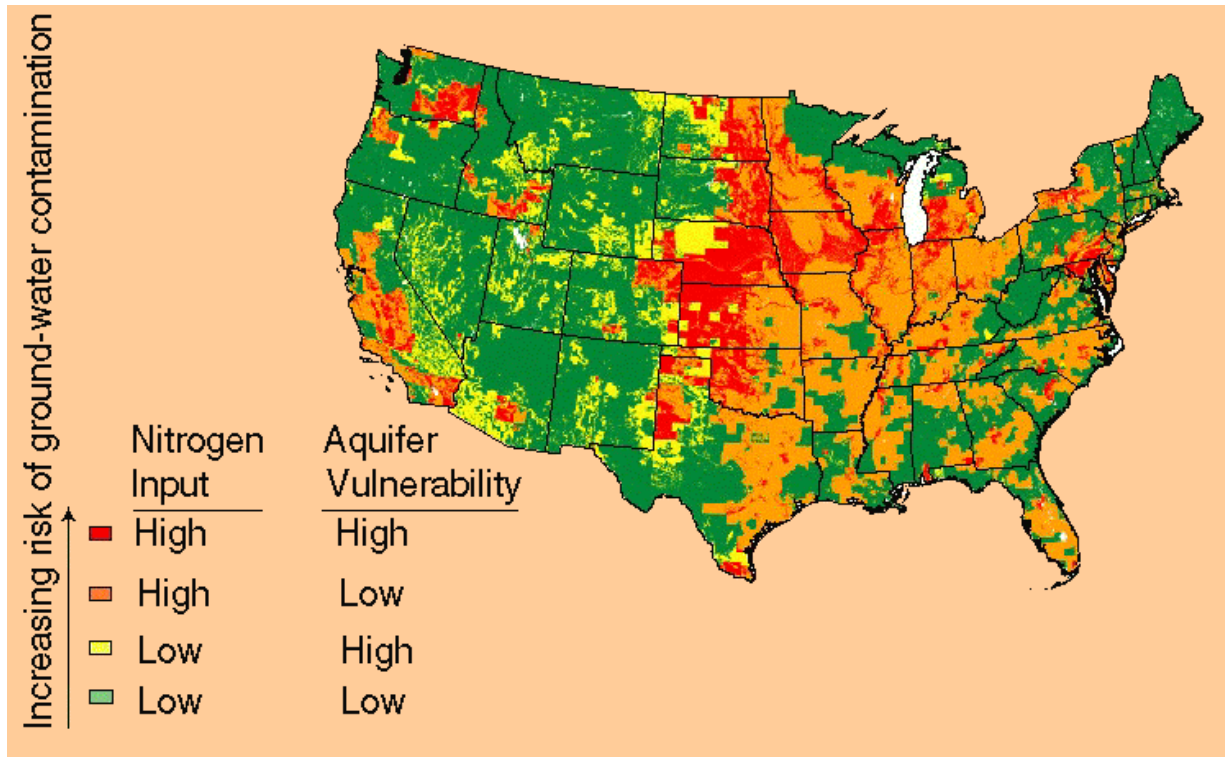 Increasing risk of ground-water contamination
Nitrogen Aquifer
Input Vulnerability
High High
High Low
Low High
Low Low